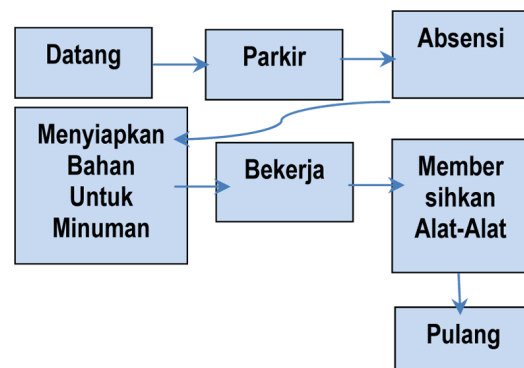 Datang
Parkir
Absensi
Menyiapkan
Bahan
Untuk
Minuman
Bekerja
Member
sihkan
Alat-Alat
Pulang